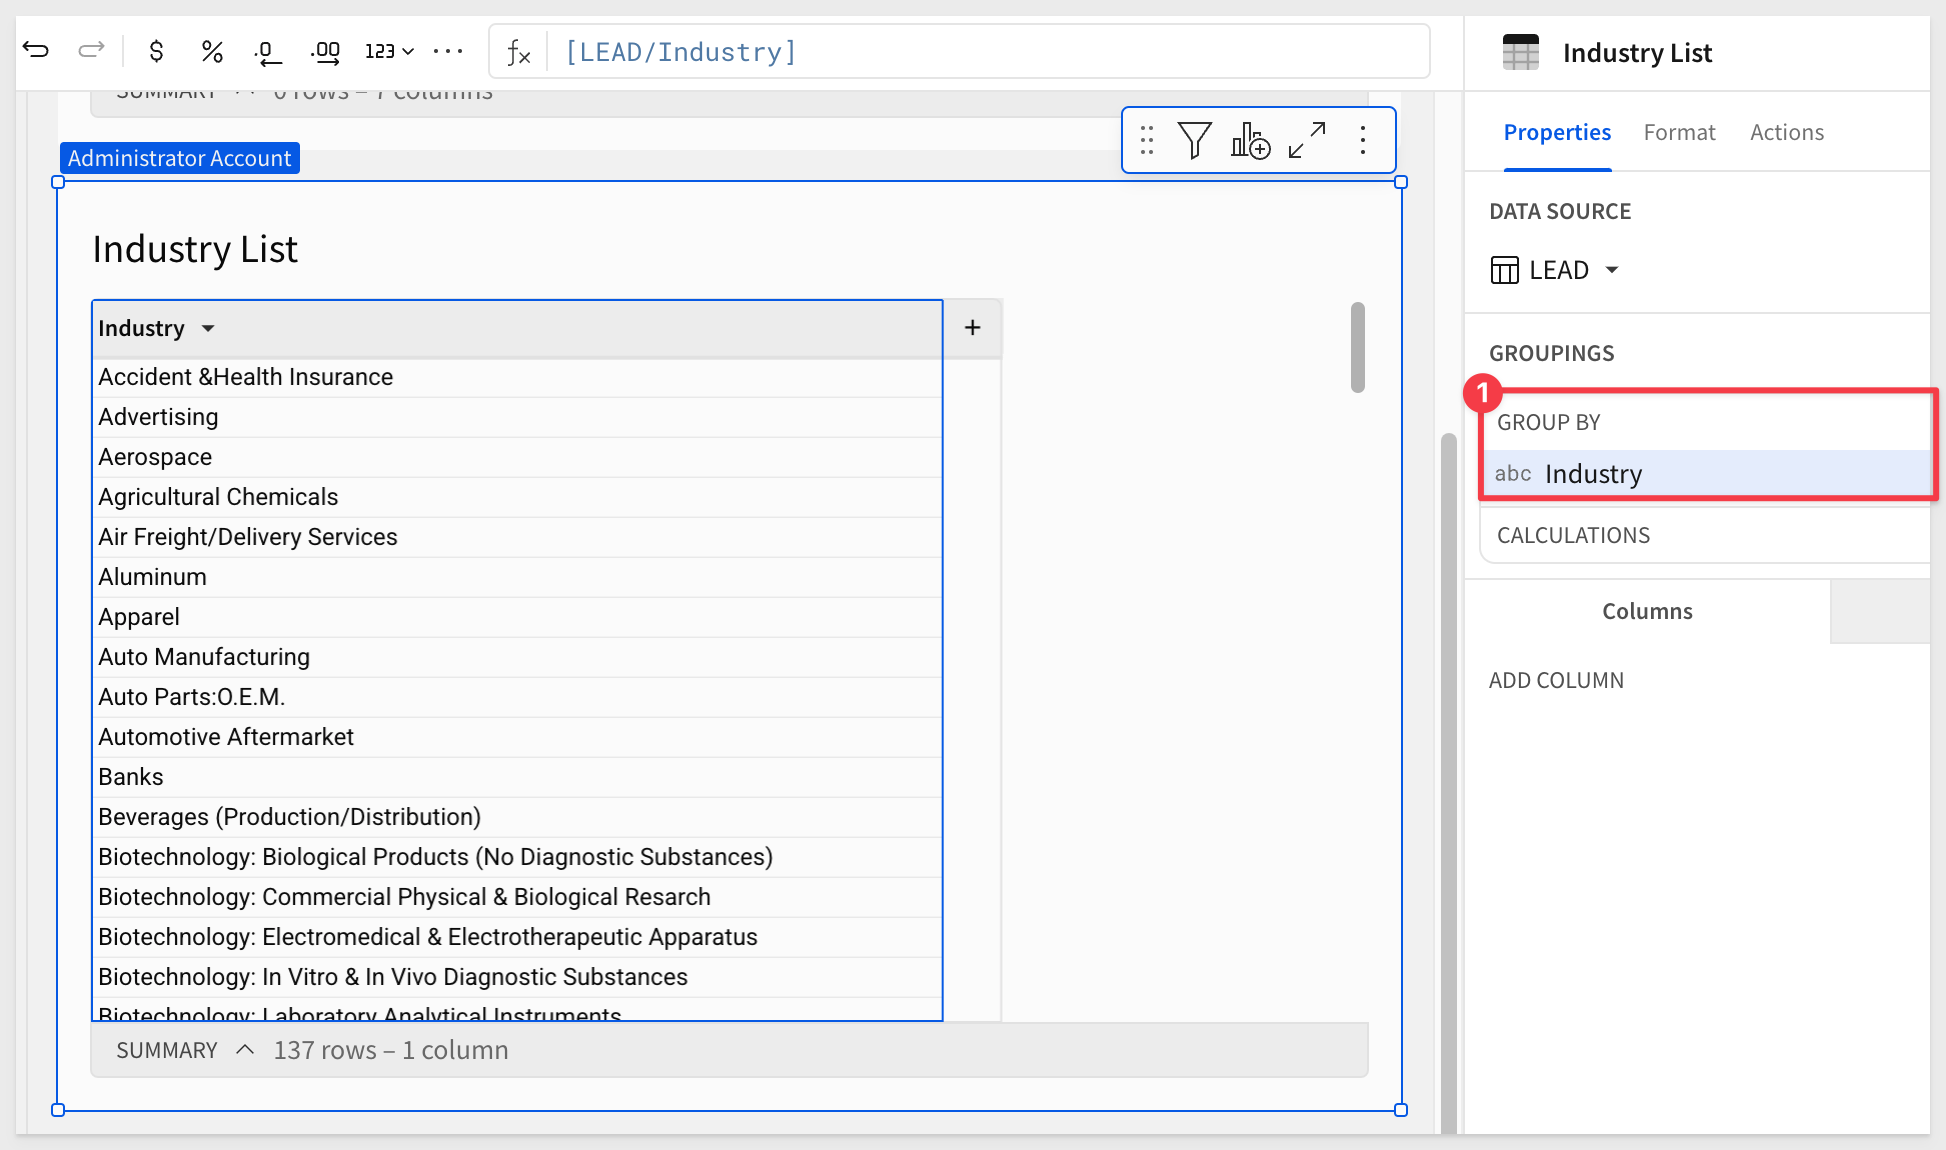 $ % .0 .00 123 ··· fx [LEAD/Industry]
Industry List
SUMMARY 0 rows – 7 columns
Properties Format Actions
Administrator Account
DATA SOURCE
LEAD
Industry List
Industry +
Accident &Health Insurance
Advertising
Aerospace
Agricultural Chemicals
Air Freight/Delivery Services
Aluminum
Apparel
Auto Manufacturing
Auto Parts:O.E.M.
Automotive Aftermarket
Banks
Beverages (Production/Distribution)
Biotechnology: Biological Products (No Diagnostic Substances)
Biotechnology: Commercial Physical & Biological Resarch
Biotechnology: Electromedical & Electrotherapeutic Apparatus
Biotechnology: In Vitro & In Vivo Diagnostic Substances
Biotechnology: Laboratory Analytical Instruments
SUMMARY 137 rows – 1 column
GROUPINGS
1
GROUP BY
abc Industry
CALCULATIONS
Columns
ADD COLUMN